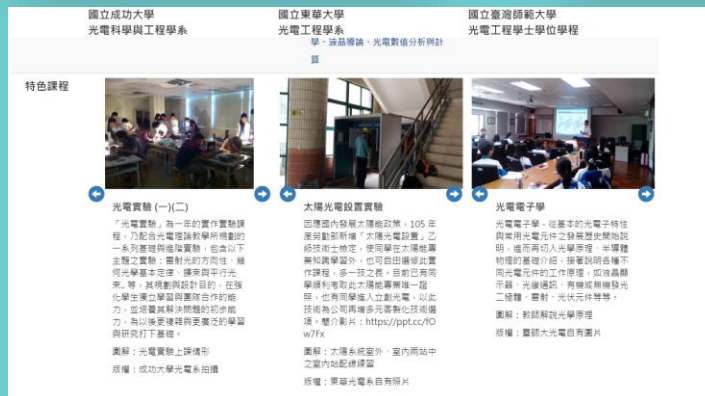 國立成功大學
光電科學與工程學系
國立東華大學
光電工程學系
國立臺灣師範大學
光電工程學士學位學程
學、液晶導論、光電數值分析與計
算
特色課程
光電實驗 (一)(二)
「光電實驗」為一年的實作實驗課
程，乃配合光電理論教學所規劃的
一系列基礎與進階實驗，包含以下
主題之實驗：雷射光的方向性、幾
何光學基本定律、擴束與平行光
束…等，其規劃與設計目的，在強
化學生獨立學習與團隊合作的能
力，並培養其解決問題的初步能
力，為以後更複雜與更廣泛的學習
與研究打下基礎。
圖解：光電實驗上課情形
版權：成功大學光電系拍攝
太陽光電設置實驗
因應國內發展太陽能政策，105 年
度勞動部新增「太陽光電設置」乙
級技術士檢定，使同學在太陽能專
業知識學習外，也可自由選修此實
作課程，多一技之長。目前已有同
學順利考取此太陽能專業唯一證
照，也有同學進入立創光電，以此
技術為公司再增多元客製化技術選
項。簡介影片：https://ppt.cc/fO
w7Fx
圖解：太陽系統室外、室內兩站中
之室內站配線練習
版權：東華光電系自有照片
光電電子學
光電電子學，從基本的光電子特性
與常用光電元件之發展歷史開始說
明，進而再切入光學原理、半導體
物理的基礎介紹，接著說明各種不
同光電元件的工作原理，如液晶顯
示器、光纖通訊、有機或無機發光
二極體、雷射、光伏元件等等。
圖解：教師解說光學原理
版權：臺師大光電自有圖片